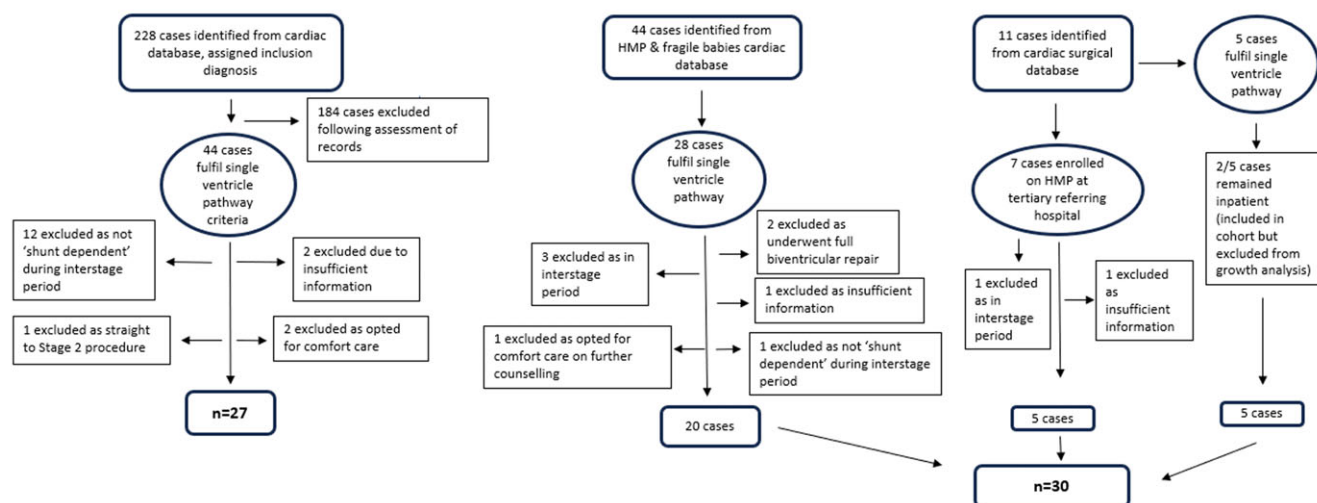 228 cases identified from cardiac
database, assigned inclusion
diagnosis
184 cases excluded
following assessment of
records
44 cases
fulfil single
ventricle
pathway
criteria
12 excluded as not
‘shunt dependent’ during
interstage
period
2 excluded due to
insufficient
information
1 excluded as straight
to Stage 2 procedure
2 excluded as opted
for comfort care
n=27
44 cases identified from
HMP & fragile babies cardiac
database
28 cases
fulfil single
ventricle
pathway
2 excluded as
underwent full
biventricular repair
3 excluded as in
interstage
period
1 excluded as insufficient
information
1 excluded as opted for
comfort care on further
counselling
1 excluded as not ‘shunt
dependent’ during interstage
period
20 cases
11 cases identified
from cardiac surgical
database
5 cases
fulfil single
ventricle
pathway
7 cases enrolled
on HMP at
tertiary referring
hospital
2/5 cases
remained
inpatient
(included in
cohort but
excluded from
growth analysis)
1 excluded
as in
interstage
period
1 excluded
as
insufficient
information
5 cases
5 cases
n=30